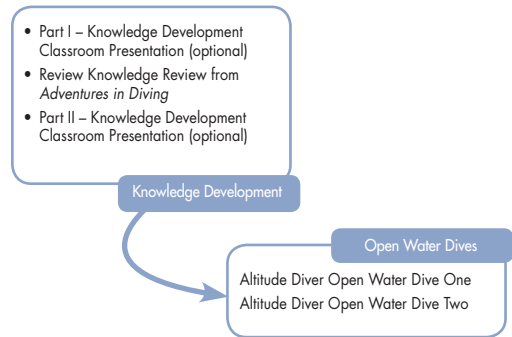 • Part I – Knowledge Development
Classroom Presentation (optional)
• Review Knowledge Review from
Adventures in Diving
• Part II – Knowledge Development
Classroom Presentation (optional)
Knowledge Development
Open Water Dives
Altitude Diver Open Water Dive One
Altitude Diver Open Water Dive Two